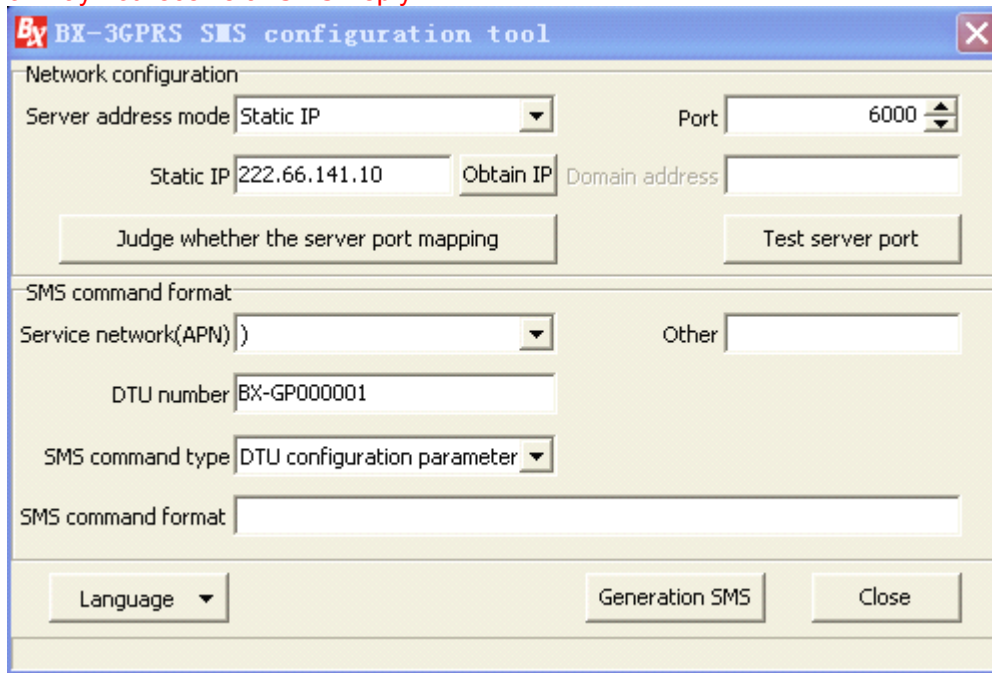 BX BX-3GPRS SMS configuration tool
Network configuration
Server address mode Static IP Port 6000
Static IP 222.66.141.10 Obtain IP Domain address
Judge whether the server port mapping Test server port
SMS command format
Service network(APN) ) Other
DTU number BX-GP000001
SMS command type DTU configuration parameter
SMS command format
Language Generation SMS Close